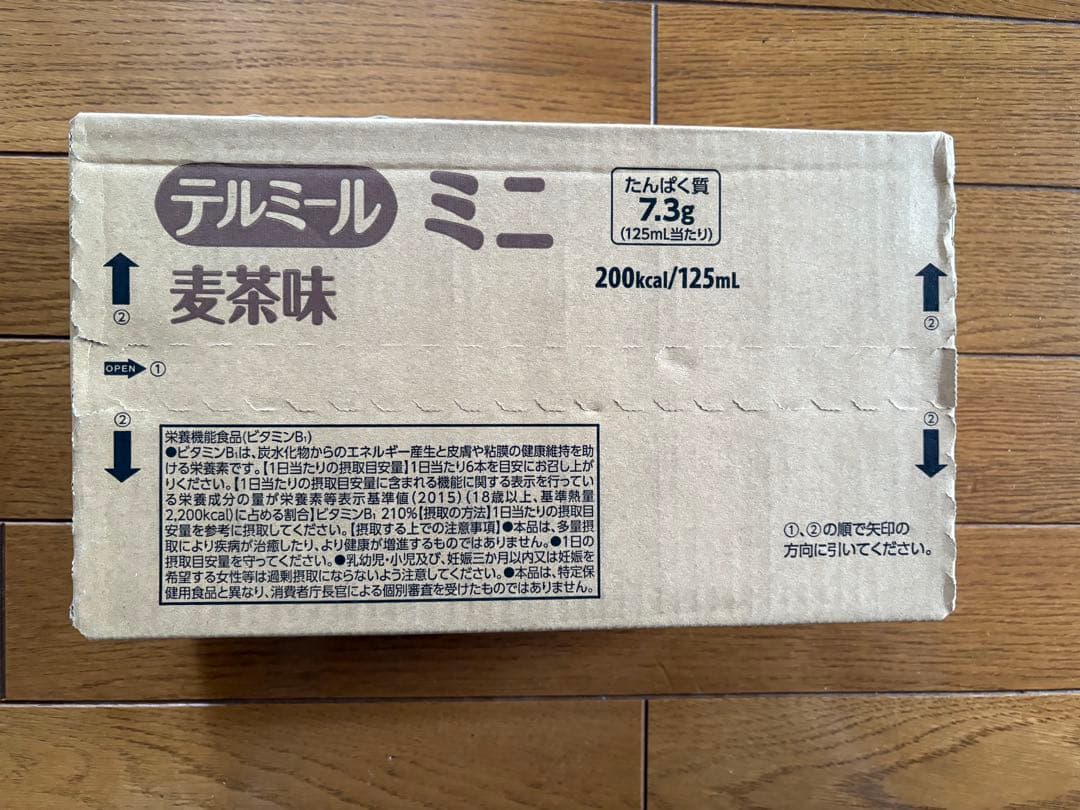 テルミール ミニ
麦茶味
たんぱく質
7.3g
(125mL当たり)
200kcal/125mL
②
②
OPEN ①
②
②
栄養機能食品(ビタミンB₁)
●ビタミンB₁は、炭水化物からのエネルギー産生と皮膚や粘膜の健康維持を助
ける栄養素です。【1日当たりの摂取目安量】1日当たり6本を目安にお召し上が
りください。【1日当たりの摂取目安量に含まれる機能に関する表示を行ってい
る栄養成分の量が栄養素等表示基準値(2015)(18歳以上、基準熱量
2,200kcal)に占める割合】ビタミンB₁ 210%【摂取の方法】1日当たりの摂取目
安量を参考に摂取してください。【摂取する上での注意事項】●本品は、多量摂
取により疾病が治癒したり、より健康が増進するものではありません。●1日の
摂取目安量を守ってください。●乳幼児・小児及び、妊娠三か月以内又は妊娠を
希望する女性等は過剰摂取にならないよう注意してください。●本品は、特定保
健用食品と異なり、消費者庁長官による個別審査を受けたものではありません。
①、②の順で矢印の
方向に引いてください。